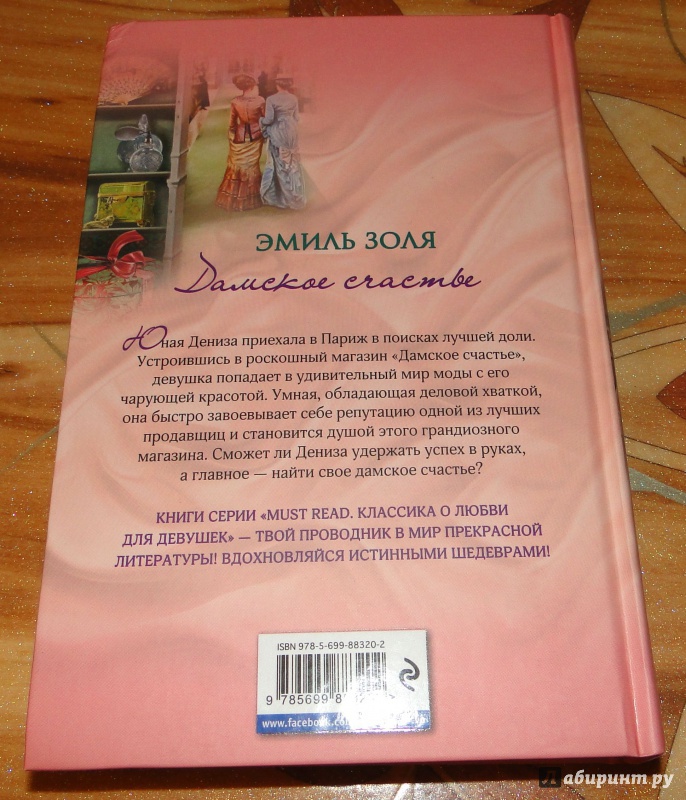 ЭМИЛЬ ЗОЛЯ
Дамское счастье
Юная Дениза приехала в Париж в поисках лучшей доли.
Устроившись в роскошный магазин «Дамское счастье»,
девушка попадает в удивительный мир моды с его
чарующей красотой. Умная, обладающая деловой хваткой,
она быстро завоевывает себе репутацию одной из лучших
продавщиц и становится душой этого грандиозного
магазина. Сможет ли Дениза удержать успех в руках,
а главное — найти свое дамское счастье?
КНИГИ СЕРИИ «MUST READ. КЛАССИКА О ЛЮБВИ
ДЛЯ ДЕВУШЕК» — ТВОЙ ПРОВОДНИК В МИР ПРЕКРАСНОЙ
ЛИТЕРАТУРЫ! ВДОХНОВЛЯЙСЯ ИСТИННЫМИ ШЕДЕВРАМИ!
ISBN 978-5-699-88320-2
9 785699
www.facebook.
лабиринт.ру